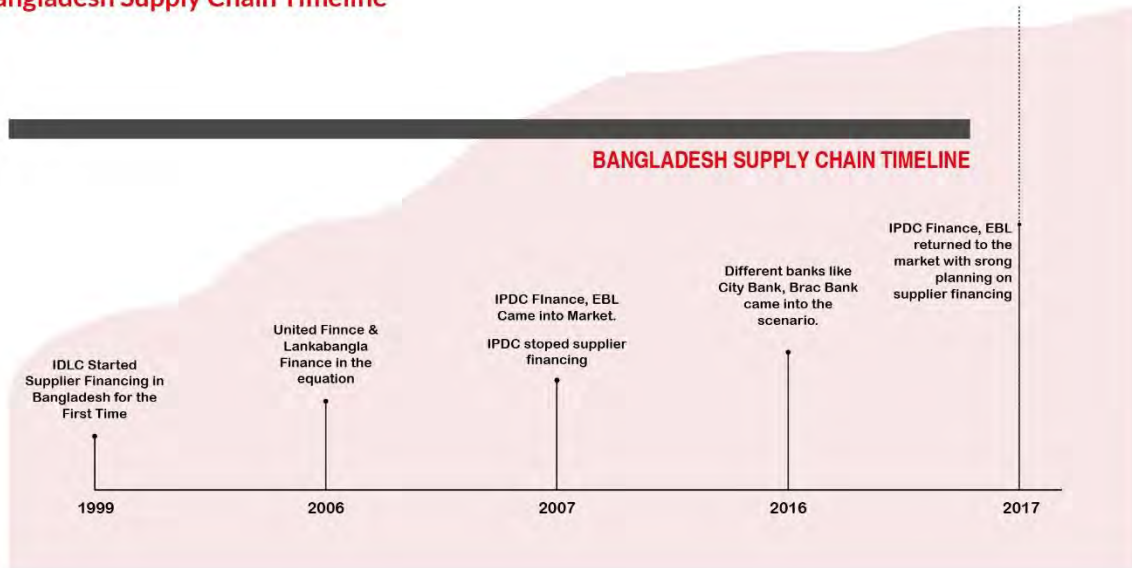 angladesh Supply Chain Timeline
BANGLADESH SUPPLY CHAIN TIMELINE
IDLC Started
Supplier Financing in
Bangladesh for the
First Time
United Finnce &
Lankabangla
Finance in the
equation
IPDC FInance, EBL
Came into Market.
IPDC stoped supplier
financing
Different banks like
City Bank, Brac Bank
came into the
scenario.
IPDC Finance, EBL
returned to the
market with srong
planning on
supplier financing
1999
2006
2007
2016
2017